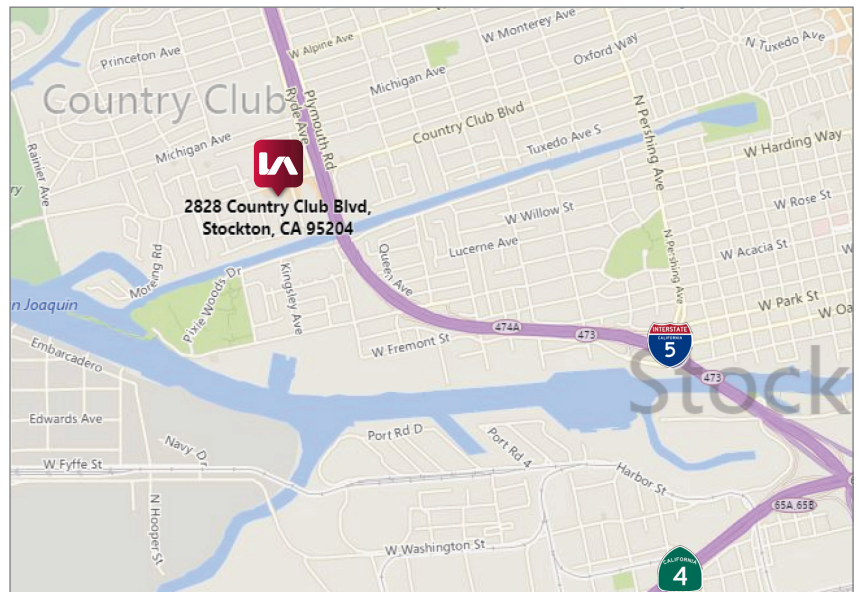 W Monterey Ave
N Tuxedo Ave
W Alpine Ave
Oxford Way
Princeton Ave
Michigan Ave
Country Club
Ryde Ave
Plymouth Rd
N Pershing Ave
Country Club Blvd
Michigan Ave
Tuxedo Ave S
W Harding Way
Rainier Ave
2828 Country Club Blvd,
Stockton, CA 95204
W Rose St
W Willow St
Lucerne Ave
W Acacia St
N Pershing Ave
Queen Ave
Moreing Rd
Kingsley Ave
Pixie Woods Dr
n Joaquin
W Park St
W Oa
474A
473
INTERSTATE
CALIFORNIA
5
W Fremont St
Embarcadero
473
Stock
Edwards Ave
Port Rd D
Navy Dr
Port Rd 4
W Fyffe St
Harbor St
N Hooper St
65A, 65B
W Washington St
CALIFORNIA
4